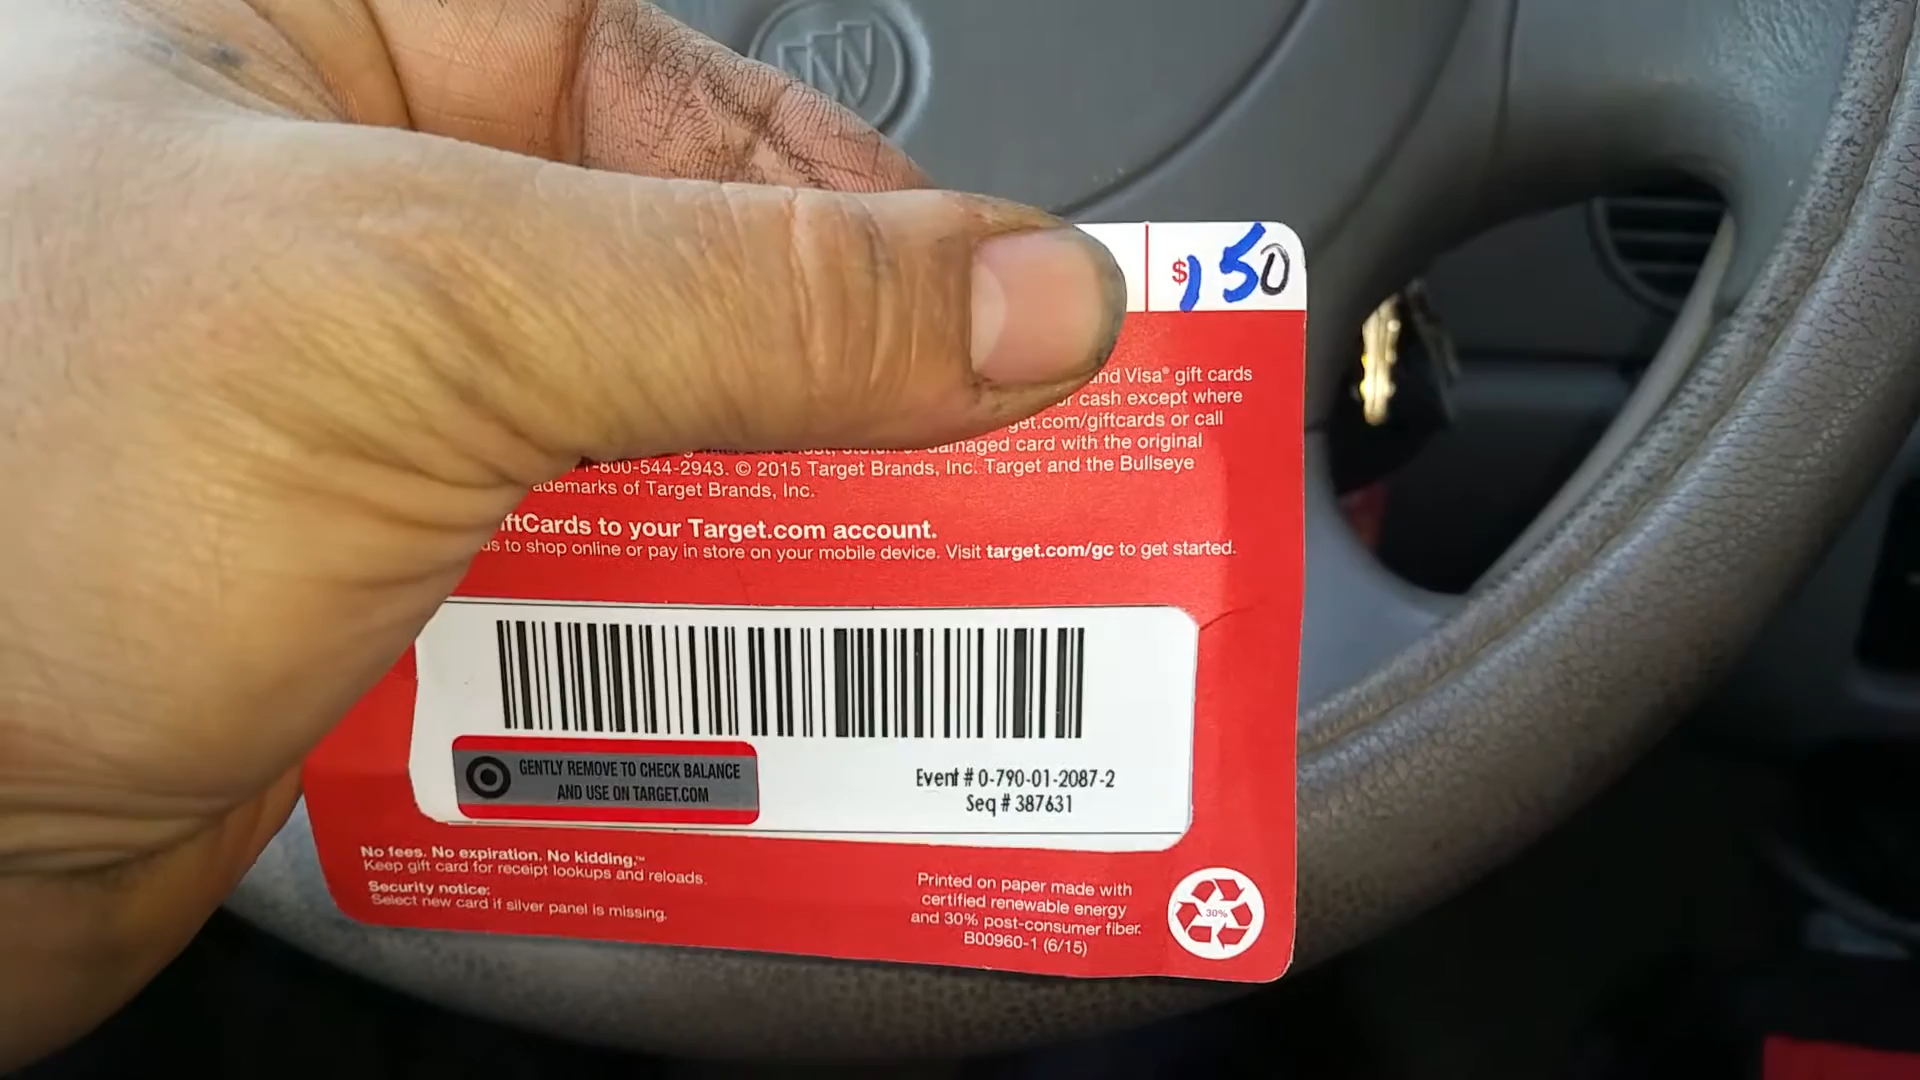 $150
and Visa® gift cards
or cash except where
get.com/giftcards or call
damaged card with the original
1-800-544-2943. © 2015 Target Brands, Inc. Target and the Bullseye
ademarks of Target Brands, Inc.
iftCards to your Target.com account.
us to shop online or pay in store on your mobile device. Visit target.com/gc to get started.
GENTLY REMOVE TO CHECK BALANCE
AND USE ON TARGET.COM
Event # 0-790-01-2087-2
Seq # 387631
No fees. No expiration. No kidding.™
Keep gift card for receipt lookups and reloads.
Security notice:
Select new card if silver panel is missing.
Printed on paper made with
certified renewable energy
and 30% post-consumer fiber.
B00960-1 (6/15)
30%